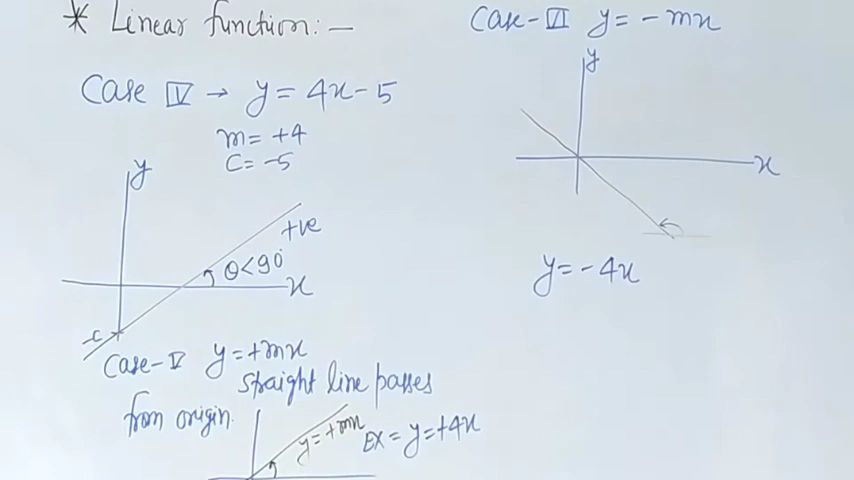 * Linear function:-
Case IV → y = 4x - 5
m = +4
C = -5
y
+ve
θ<90°
x
-C
Case-V y = +mx
straight line passes
from origin.
y=+mx
EX = y = +4x
Case-VI y = - mx
y
x
y = - 4x